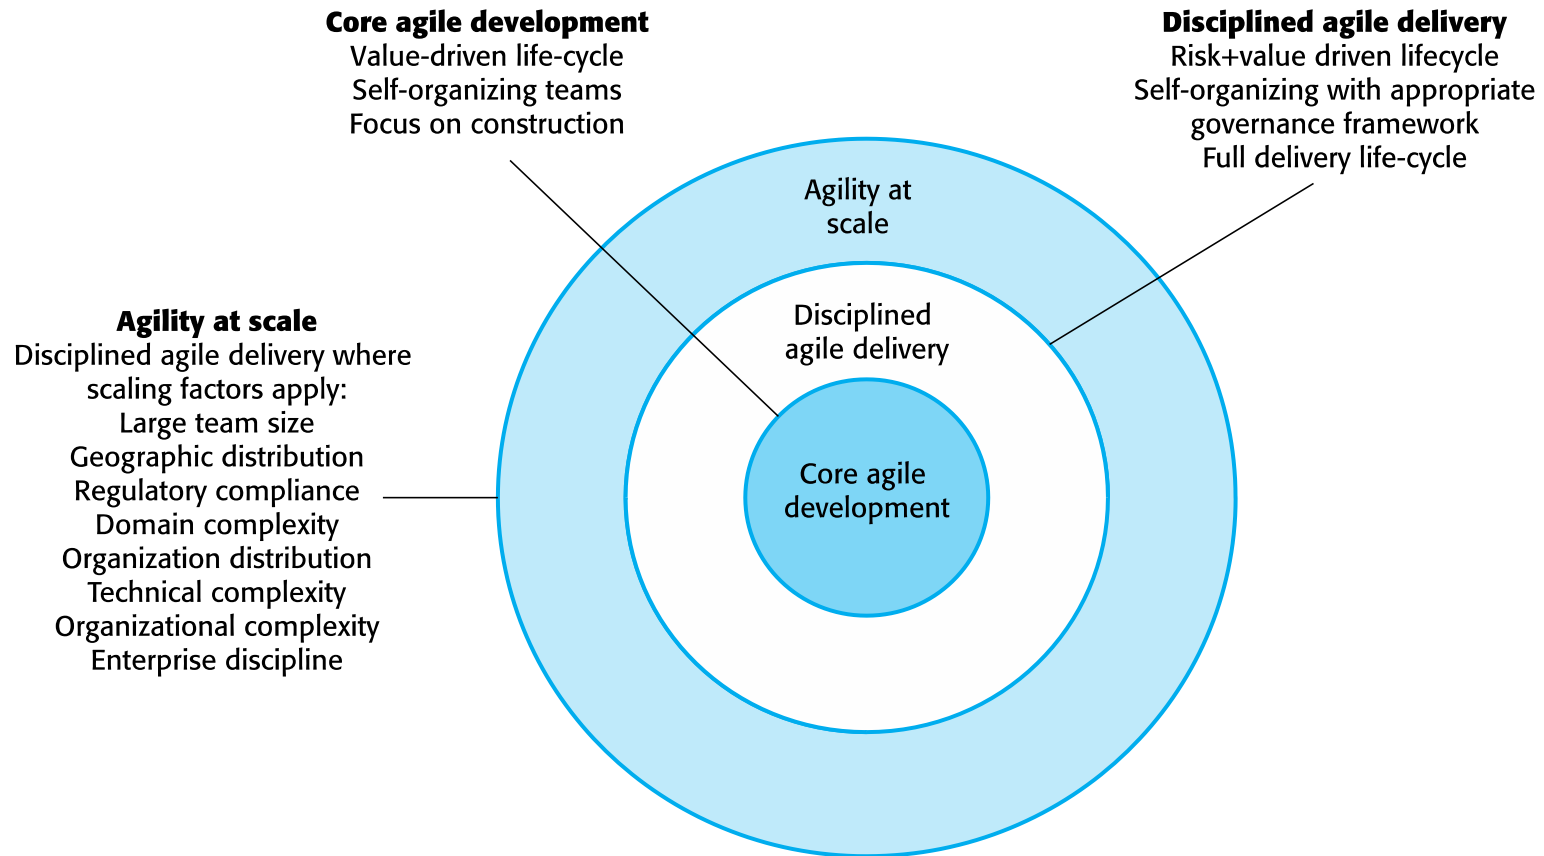 Core agile development
Value-driven life-cycle
Self-organizing teams
Focus on construction
Disciplined agile delivery
Risk+value driven lifecycle
Self-organizing with appropriate
governance framework
Full delivery life-cycle
Agility at scale
Disciplined agile delivery where
scaling factors apply:
Large team size
Geographic distribution
Regulatory compliance
Domain complexity
Organization distribution
Technical complexity
Organizational complexity
Enterprise discipline
Agility at
scale
Disciplined
agile delivery
Core agile
development